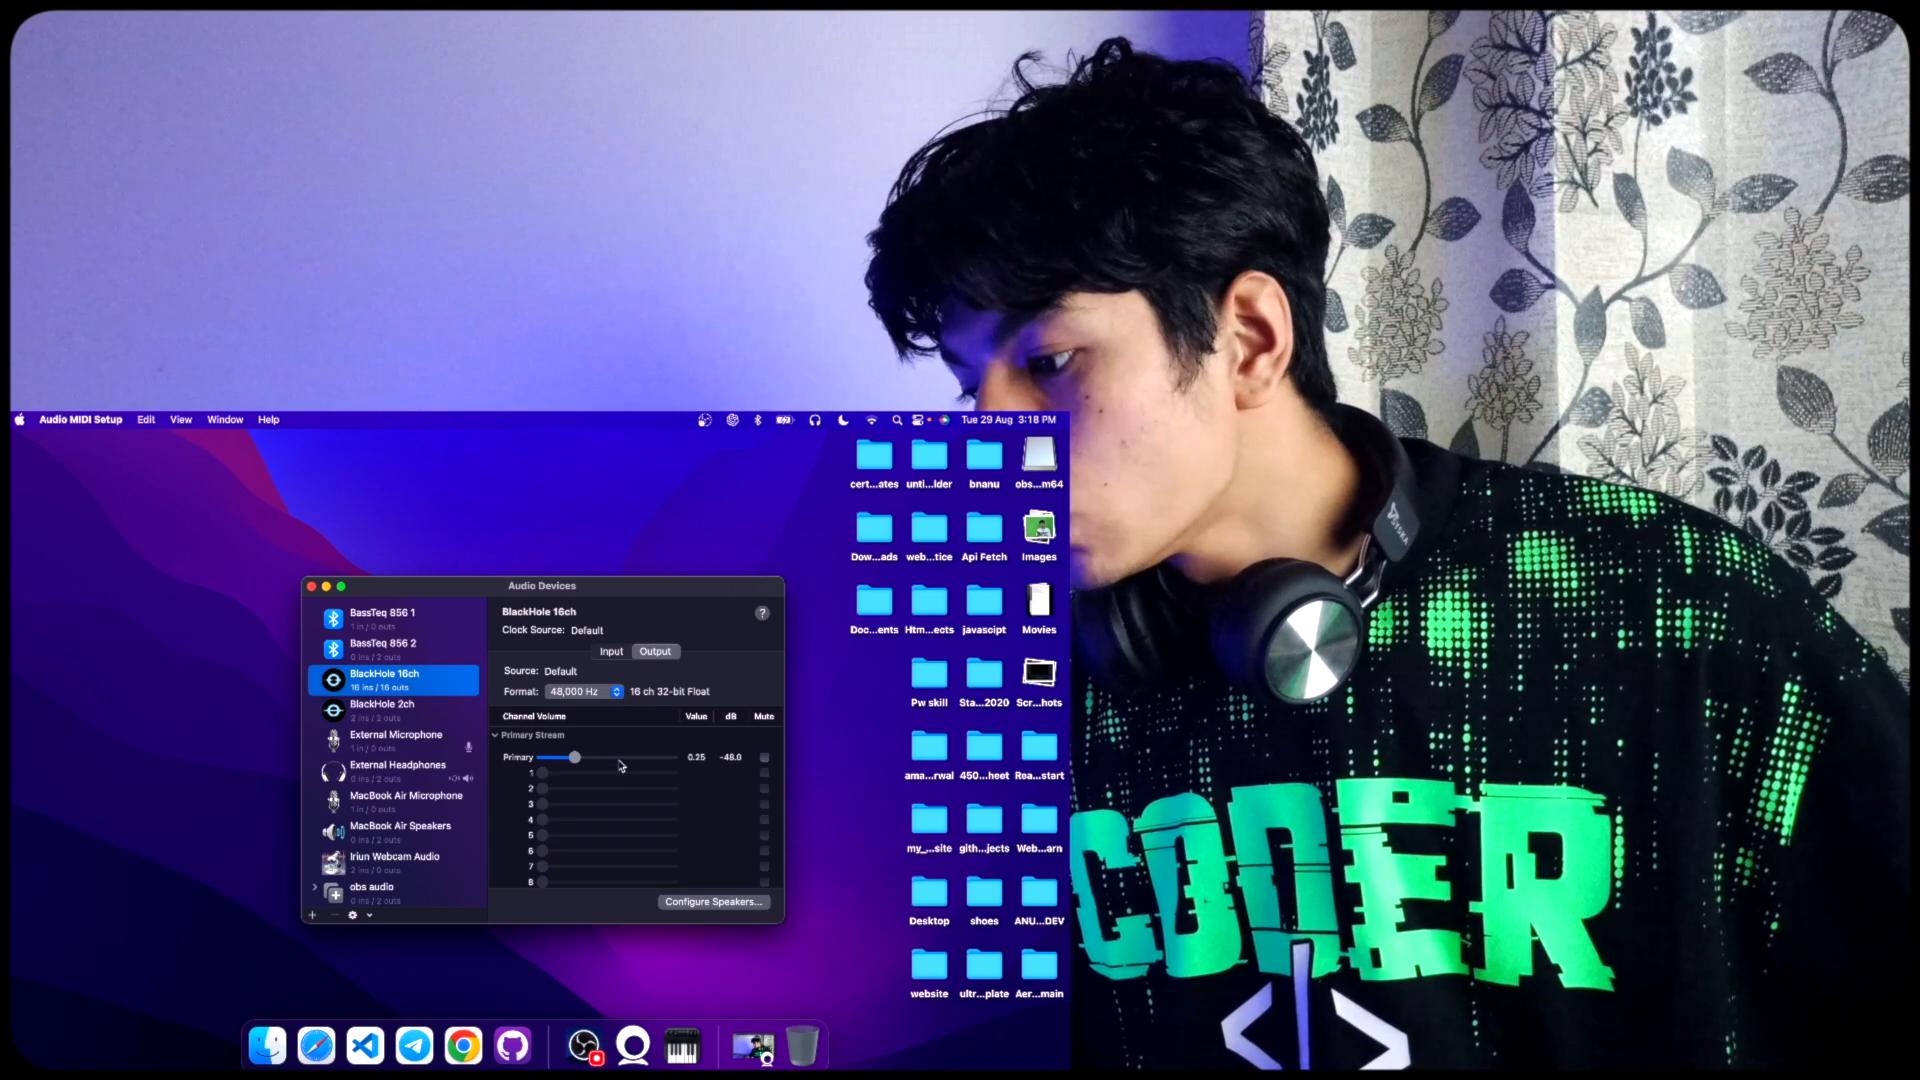 Audio MIDI Setup Edit View Window Help Tue 29 Aug 3:18 PM
cert...ates unti...lder bnanu obs...m64
Dow...ads web...tice Api Fetch Images
Doc...ents Htm...ects javascipt Movies
Pw skill Sta...2020 Scr...hots
ama...rwal 450...heet Rea...start
my_...site gith...jects Web...arn
Desktop shoes ANU...DEV
website ultr...plate Aer...main
Audio Devices
BassTeq 856 1
1 in / 0 outs
BassTeq 856 2
0 ins / 2 outs
BlackHole 16ch
16 ins / 16 outs
BlackHole 2ch
2 ins / 2 outs
External Microphone
1 in / 0 outs
External Headphones
0 ins / 2 outs
MacBook Air Microphone
1 in / 0 outs
MacBook Air Speakers
0 ins / 2 outs
Iriun Webcam Audio
2 ins / 0 outs
obs audio
0 ins / 2 outs
BlackHole 16ch ?
Clock Source: Default
Input Output
Source: Default
Format: 48,000 Hz 16 ch 32-bit Float
Channel Volume Value dB Mute
Primary Stream
Primary 0.25 -48.0
1
2
3
4
5
6
7
8
Configure Speakers...
CODER